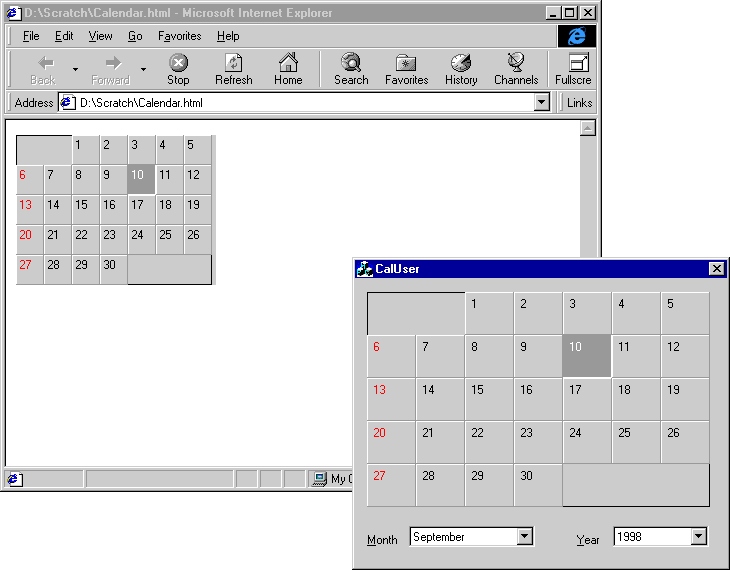 D:\Scratch\Calendar.html - Microsoft Internet Explorer
File Edit View Go Favorites Help
Back Forward Stop Refresh Home Search Favorites History Channels Fullscre
Address D:\Scratch\Calendar.html Links
1 2 3 4 5
6 7 8 9 10 11 12
13 14 15 16 17 18 19
20 21 22 23 24 25 26
27 28 29 30
My C
CalUser
1 2 3 4 5
6 7 8 9 10 11 12
13 14 15 16 17 18 19
20 21 22 23 24 25 26
27 28 29 30
Month September Year 1998